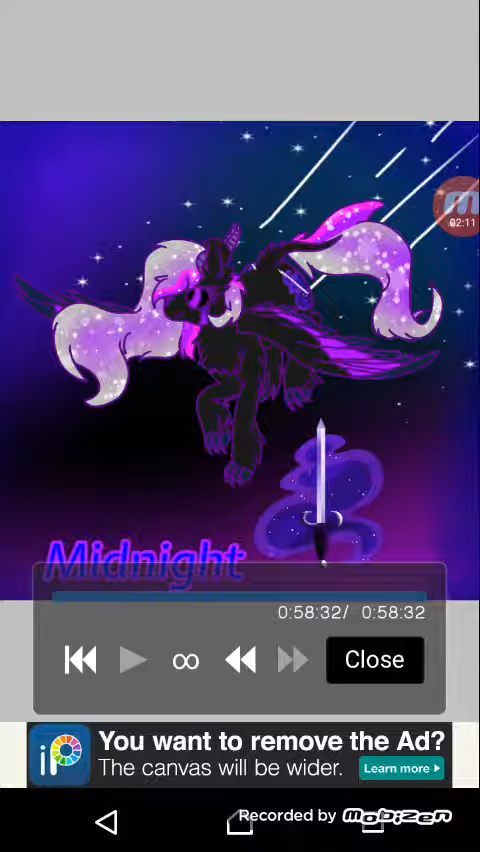 02:11
Midnight
0:58:32/ 0:58:32
Close
iP
You want to remove the Ad?
The canvas will be wider.
Learn more
Recorded by Mobizen